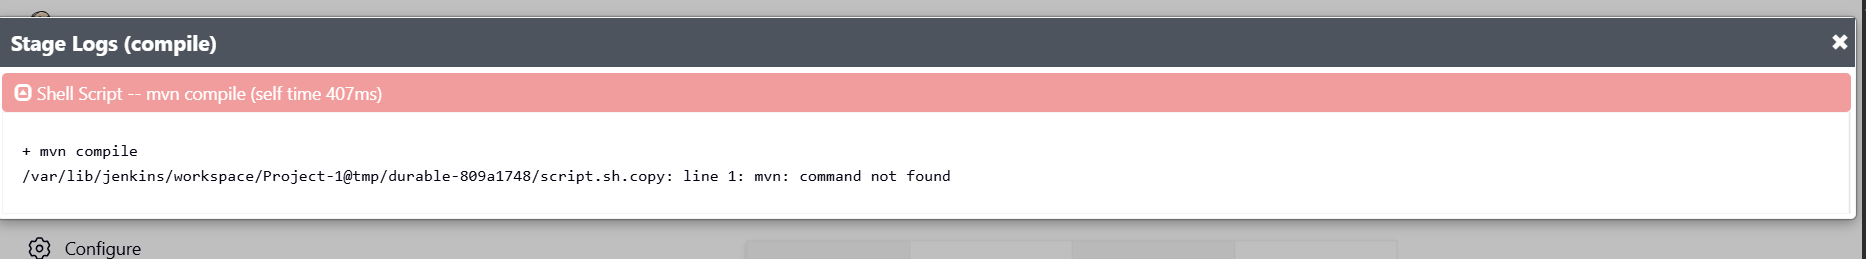 Stage Logs (compile)
Shell Script -- mvn compile (self time 407ms)
+ mvn compile
/var/lib/jenkins/workspace/Project-1@tmp/durable-809a1748/script.sh.copy: line 1: mvn: command not found
Configure